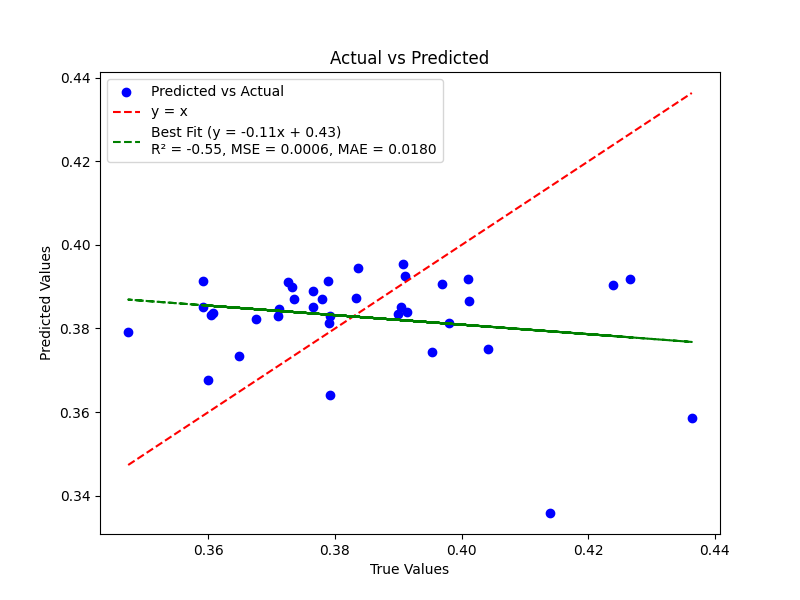 Actual vs Predicted
Predicted vs Actual
y = x
Best Fit (y = -0.11x + 0.43)
R² = -0.55, MSE = 0.0006, MAE = 0.0180
Predicted Values
0.44
0.42
0.40
0.38
0.36
0.34
0.36 0.38 0.40 0.42 0.44
True Values